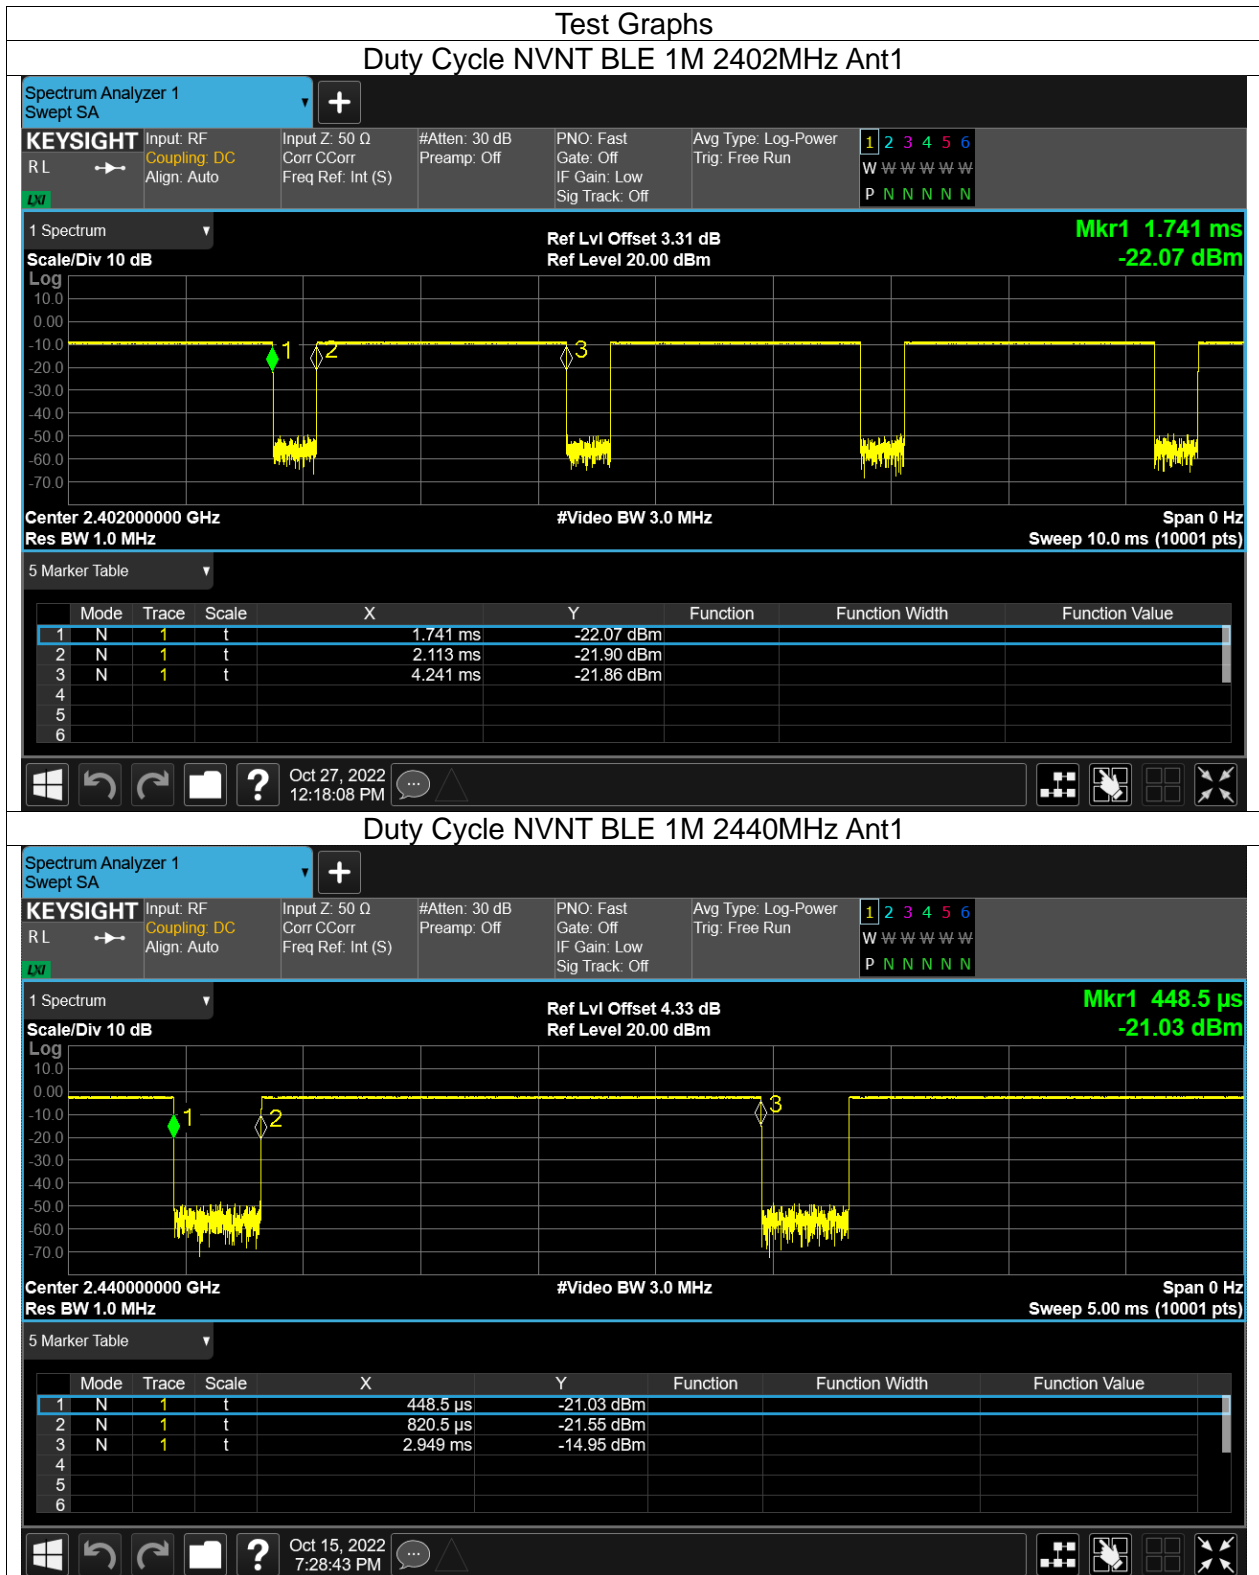 Test Graphs
Duty Cycle NVNT BLE 1M 2402MHz Ant1
Spectrum Analyzer 1
Swept SA
KEYSIGHT Input: RF Input Z: 50 Ω #Atten: 30 dB PNO: Fast Avg Type: Log-Power 1 2 3 4 5 6
RL Coupling: DC Corr CCorr Preamp: Off Gate: Off Trig: Free Run W W W W W W
Align: Auto Freq Ref: Int (S) IF Gain: Low
LXI Sig Track: Off P N N N N N
1 Spectrum Ref Lvl Offset 3.31 dB Mkr1 1.741 ms
Scale/Div 10 dB Ref Level 20.00 dBm -22.07 dBm
Log
10.0
0.00
-10.0
1 2 3
-20.0
-30.0
-40.0
-50.0
-60.0
-70.0
Center 2.402000000 GHz #Video BW 3.0 MHz Span 0 Hz
Res BW 1.0 MHz Sweep 10.0 ms (10001 pts)
5 Marker Table
Mode Trace Scale X Y Function Function Width Function Value
1 N 1 t 1.741 ms -22.07 dBm
2 N 1 t 2.113 ms -21.90 dBm
3 N 1 t 4.241 ms -21.86 dBm
4
5
6
? Oct 27, 2022
12:18:08 PM
Duty Cycle NVNT BLE 1M 2440MHz Ant1
Spectrum Analyzer 1
Swept SA
KEYSIGHT Input: RF Input Z: 50 Ω #Atten: 30 dB PNO: Fast Avg Type: Log-Power 1 2 3 4 5 6
RL Coupling: DC Corr CCorr Preamp: Off Gate: Off Trig: Free Run W W W W W W
Align: Auto Freq Ref: Int (S) IF Gain: Low
LXI Sig Track: Off P N N N N N
1 Spectrum Ref Lvl Offset 4.33 dB Mkr1 448.5 µs
Scale/Div 10 dB Ref Level 20.00 dBm -21.03 dBm
Log
10.0
0.00
-10.0
1 2 3
-20.0
-30.0
-40.0
-50.0
-60.0
-70.0
Center 2.440000000 GHz #Video BW 3.0 MHz Span 0 Hz
Res BW 1.0 MHz Sweep 5.00 ms (10001 pts)
5 Marker Table
Mode Trace Scale X Y Function Function Width Function Value
1 N 1 t 448.5 µs -21.03 dBm
2 N 1 t 820.5 µs -21.55 dBm
3 N 1 t 2.949 ms -14.95 dBm
4
5
6
? Oct 15, 2022
7:28:43 PM